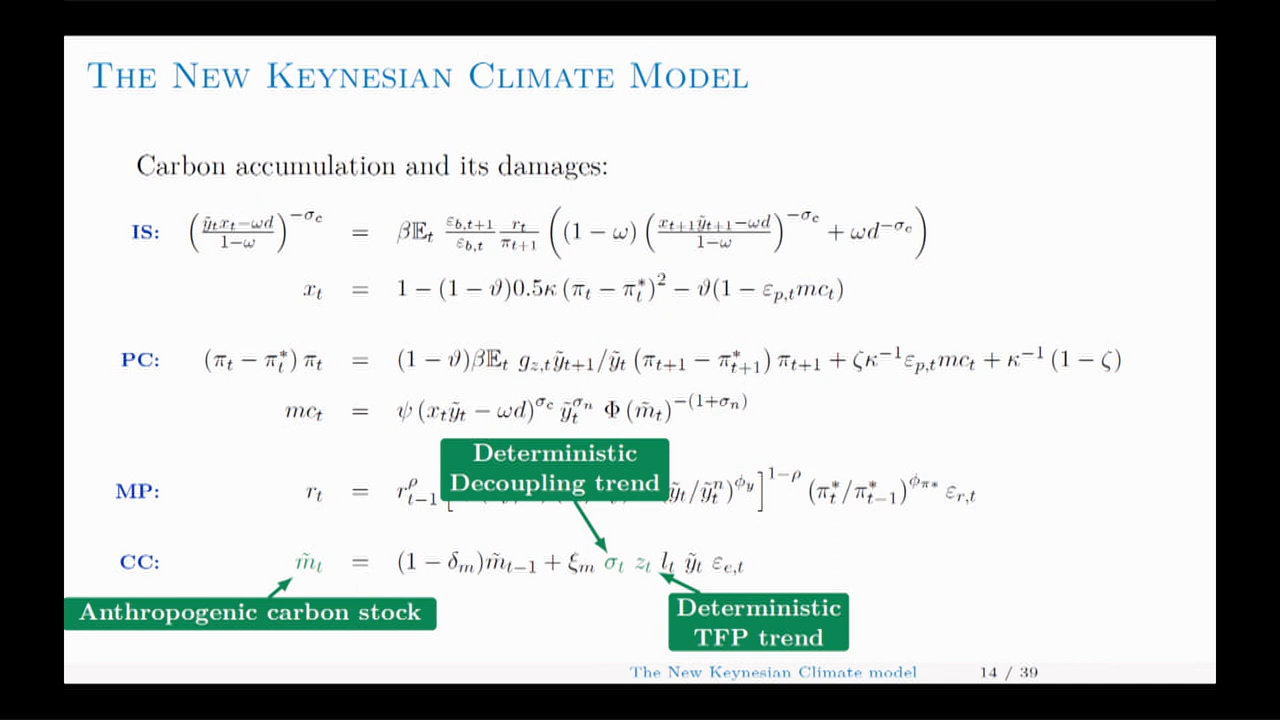 THE NEW KEYNESIAN CLIMATE MODEL
Carbon accumulation and its damages:
IS: \left(\frac{\tilde{y}_t x_t - \omega d}{1-\omega}\right)^{-\sigma_c} = \beta\mathbb{E}_t \frac{\varepsilon_{b,t+1}}{\varepsilon_{b,t}} \frac{r_t}{\pi_{t+1}} \left((1-\omega)\left(\frac{x_{t+1}\tilde{y}_{t+1} - \omega d}{1-\omega}\right)^{-\sigma_c} + \omega d^{-\sigma_c}\right)
x_t = 1 - (1-\vartheta)0.5\kappa(\pi_t - \pi_t^*)^2 - \vartheta(1 - \varepsilon_{p,t}mc_t)
PC: (\pi_t - \pi_t^*)\pi_t = (1-\vartheta)\beta\mathbb{E}_t g_{z,t}\tilde{y}_{t+1}/\tilde{y}_t(\pi_{t+1} - \pi_{t+1}^*)\pi_{t+1} + \zeta\kappa^{-1}\varepsilon_{p,t}mc_t + \kappa^{-1}(1-\zeta)
mc_t = \psi(x_t\tilde{y}_t - \omega d)^{\sigma_c}\tilde{y}_t^{\sigma_n} \Phi(\tilde{m}_t)^{-(1+\sigma_n)}
Deterministic
Decoupling trend
MP: r_t = r_{t-1}^{\rho} [ \tilde{y}_t/\tilde{y}_t^n)^{\phi_y}]^{1-\rho}(\pi_t^*/\pi_{t-1}^*)^{\phi_{\pi^*}} \varepsilon_{r,t}
CC: \tilde{m}_t = (1-\delta_m)\tilde{m}_{t-1} + \xi_m \sigma_t z_t l_t \tilde{y}_t \varepsilon_{e,t}
Anthropogenic carbon stock
Deterministic
TFP trend
The New Keynesian Climate model 14 / 39